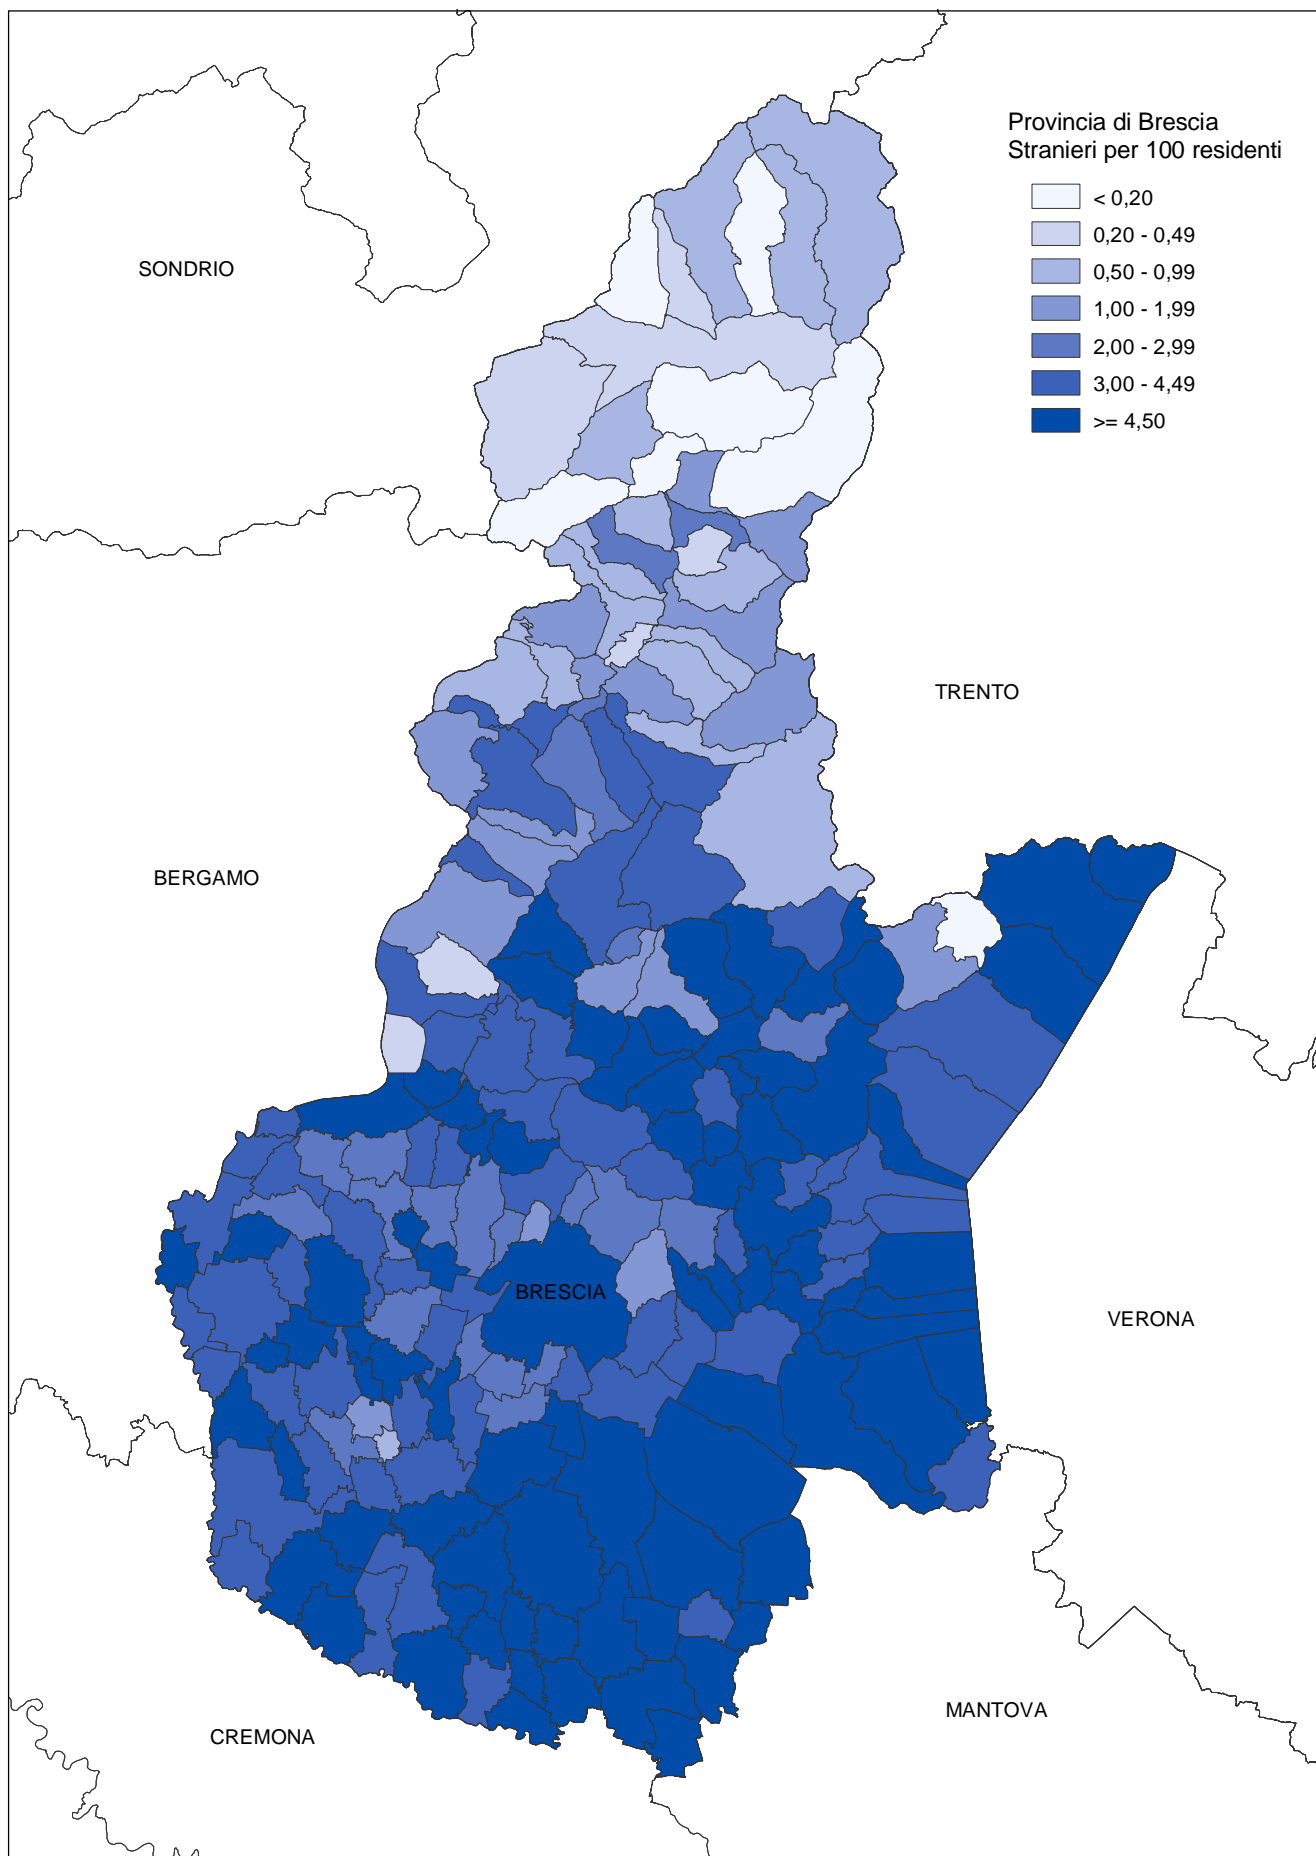 Provincia di Brescia
Stranieri per 100 residenti
< 0,20
0,20 - 0,49
0,50 - 0,99
1,00 - 1,99
2,00 - 2,99
3,00 - 4,49
>= 4,50
SONDRIO
TRENTO
BERGAMO
BRESCIA
VERONA
MANTOVA
CREMONA